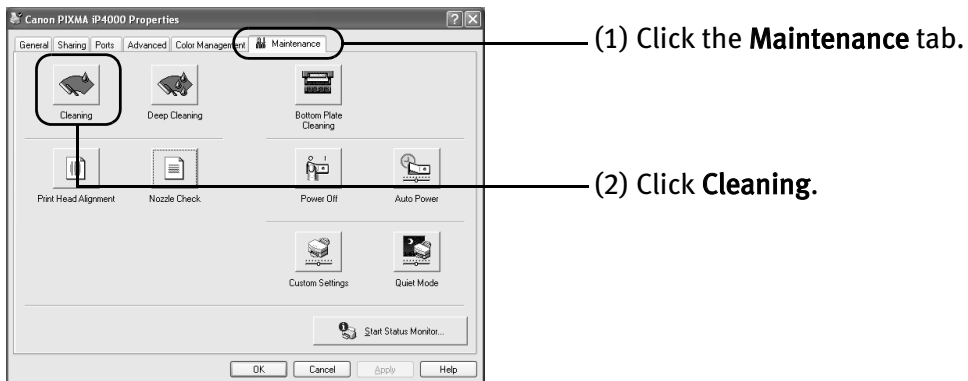 Canon PIXMA iP4000 Properties
General Sharing Ports Advanced Color Management Maintenance
(1) Click the Maintenance tab.
Cleaning
Deep Cleaning
Bottom Plate
Cleaning
(2) Click Cleaning.
Print Head Alignment
Nozzle Check
Power Off
Auto Power
Custom Settings
Quiet Mode
Start Status Monitor...
OK
Cancel
Apply
Help